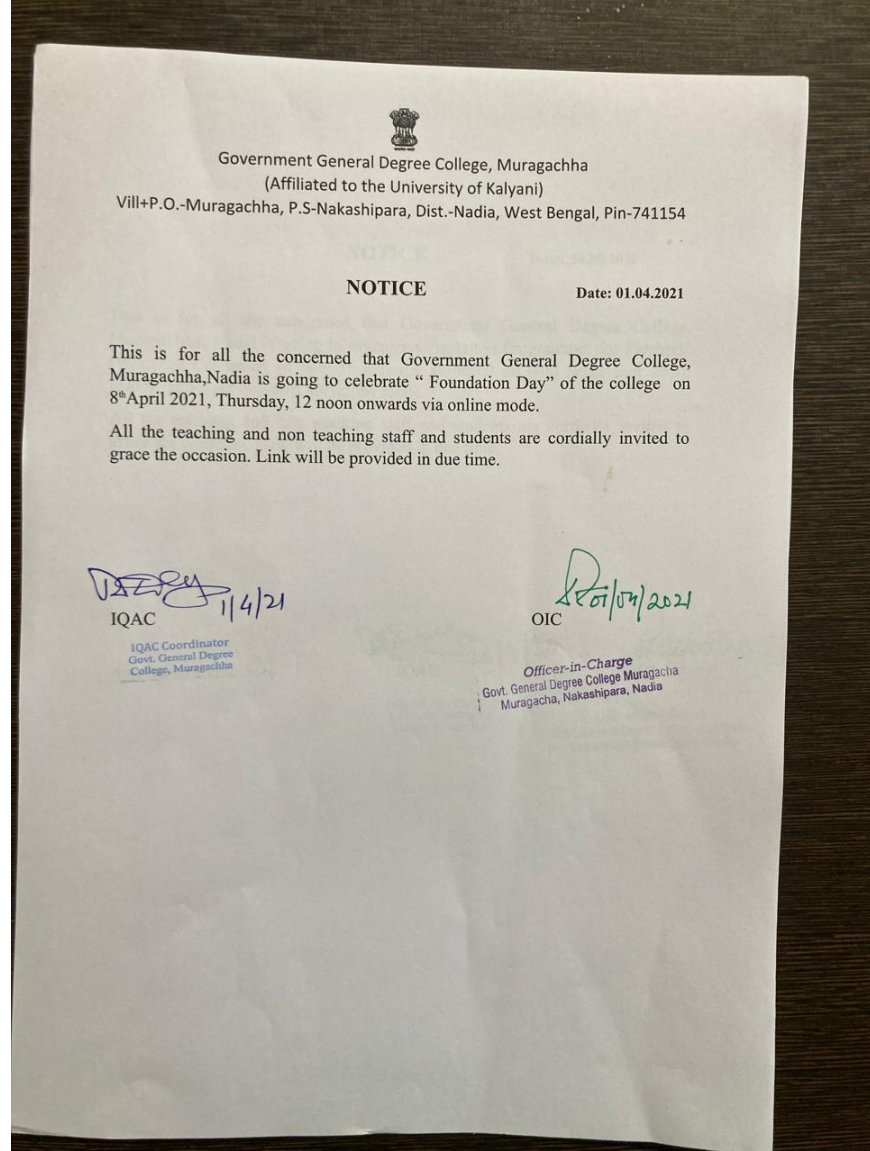 Government General Degree College, Muragachha
(Affiliated to the University of Kalyani)
Vill+P.O.-Muragachha, P.S-Nakashipara, Dist.-Nadia, West Bengal, Pin-741154
NOTICE
Date: 01.04.2021
This is for all the concerned that Government General Degree College,
Muragachha,Nadia is going to celebrate “ Foundation Day” of the college on
8thApril 2021, Thursday, 12 noon onwards via online mode.
All the teaching and non teaching staff and students are cordially invited to
grace the occasion. Link will be provided in due time.
1/4/21
IQAC
IQAC Coordinator
Govt. General Degree
College, Muragachha
01/04/2021
OIC
Officer-in-Charge
Govt. General Degree College Muragacha
Muragacha, Nakashipara, Nadia